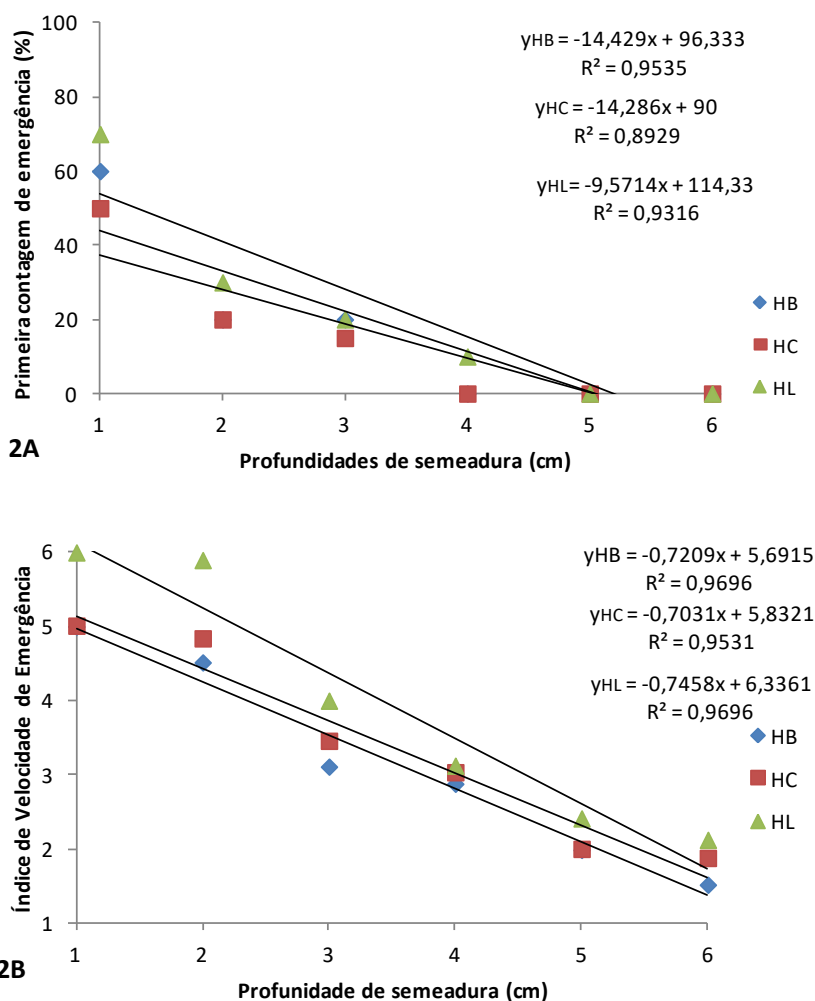 100
80
60
40
20
0
Primeira contagem de emergência (%)
yHB = -14,429x + 96,333
R² = 0,9535
yHC = -14,286x + 90
R² = 0,8929
yHL= -9,5714x + 114,33
R² = 0,9316
HB
HC
HL
1 2 3 4 5 6
2A
Profundidades de semeadura (cm)
6
5
4
3
2
1
Índice de Velocidade de Emergência
yHB = -0,7209x + 5,6915
R² = 0,9696
yHC = -0,7031x + 5,8321
R² = 0,9531
yHL = -0,7458x + 6,3361
R² = 0,9696
HB
HC
HL
1 2 3 4 5 6
2B
Profunidade de semeadura (cm)